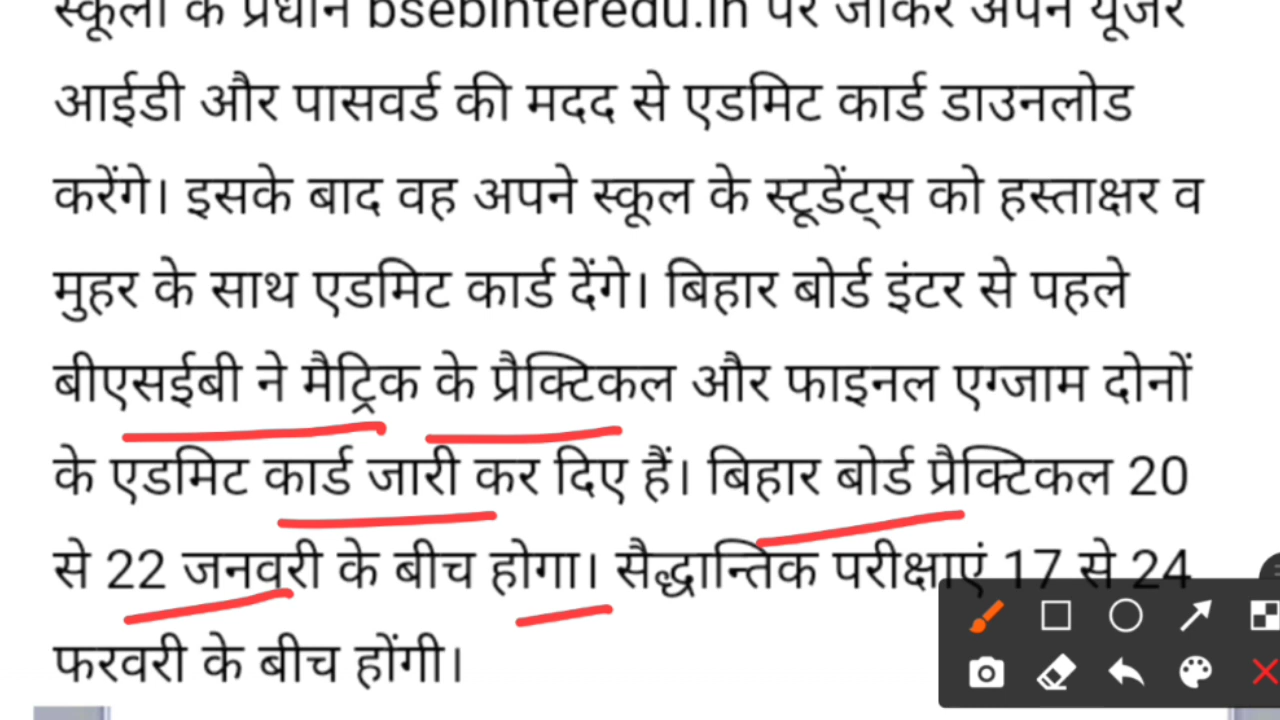 स्कूलों के प्रधान bsebinteredu.in पर जाकर अपने यूजर
आईडी और पासवर्ड की मदद से एडमिट कार्ड डाउनलोड
करेंगे। इसके बाद वह अपने स्कूल के स्टूडेंट्स को हस्ताक्षर व
मुहर के साथ एडमिट कार्ड देंगे। बिहार बोर्ड इंटर से पहले
बीएसईबी ने मैट्रिक के प्रैक्टिकल और फाइनल एग्जाम दोनों
के एडमिट कार्ड जारी कर दिए हैं। बिहार बोर्ड प्रैक्टिकल 20
से 22 जनवरी के बीच होगा। सैद्धान्तिक परीक्षाएं 17 से 24
फरवरी के बीच होंगी।